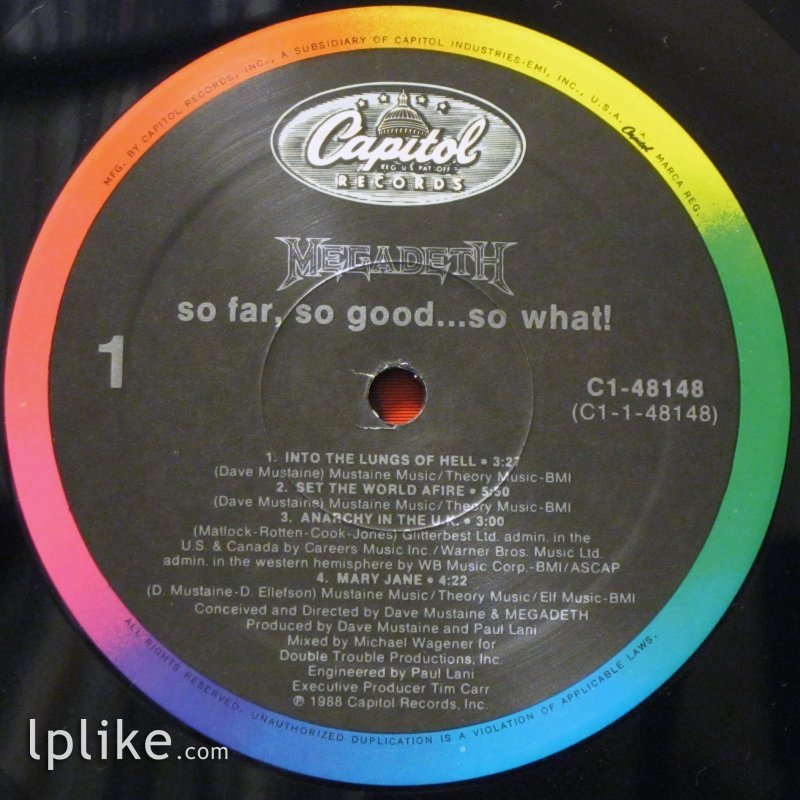 MFG. BY CAPITOL RECORDS, INC., A SUBSIDIARY OF CAPITOL INDUSTRIES-EMI, INC., U.S.A. Capitol MARCA REG.
Capitol
REG. U.S. PAT. OFF.
RECORDS
MEGADETH
so far, so good...so what!
1
C1-48148
(C1-1-48148)
1. INTO THE LUNGS OF HELL • 3:27
(Dave Mustaine) Mustaine Music/Theory Music-BMI
2. SET THE WORLD AFIRE • 5:50
(Dave Mustaine) Mustaine Music/Theory Music-BMI
3. ANARCHY IN THE U.K. • 3:00
(Matlock-Rotten-Cook-Jones) Glitterbest Ltd. admin. in the
U.S. & Canada by Careers Music Inc./Warner Bros. Music Ltd.
admin. in the western hemisphere by WB Music Corp.-BMI/ASCAP
4. MARY JANE • 4:22
(D. Mustaine-D. Ellefson) Mustaine Music/Theory Music/Elf Music-BMI
Conceived and Directed by Dave Mustaine & MEGADETH
Produced by Dave Mustaine and Paul Lani
Mixed by Michael Wagener for
Double Trouble Productions, Inc.
Engineered by Paul Lani
Executive Producer Tim Carr
℗ 1988 Capitol Records, Inc.
ALL RIGHTS RESERVED. UNAUTHORIZED DUPLICATION IS A VIOLATION OF APPLICABLE LAWS.
lplike.com